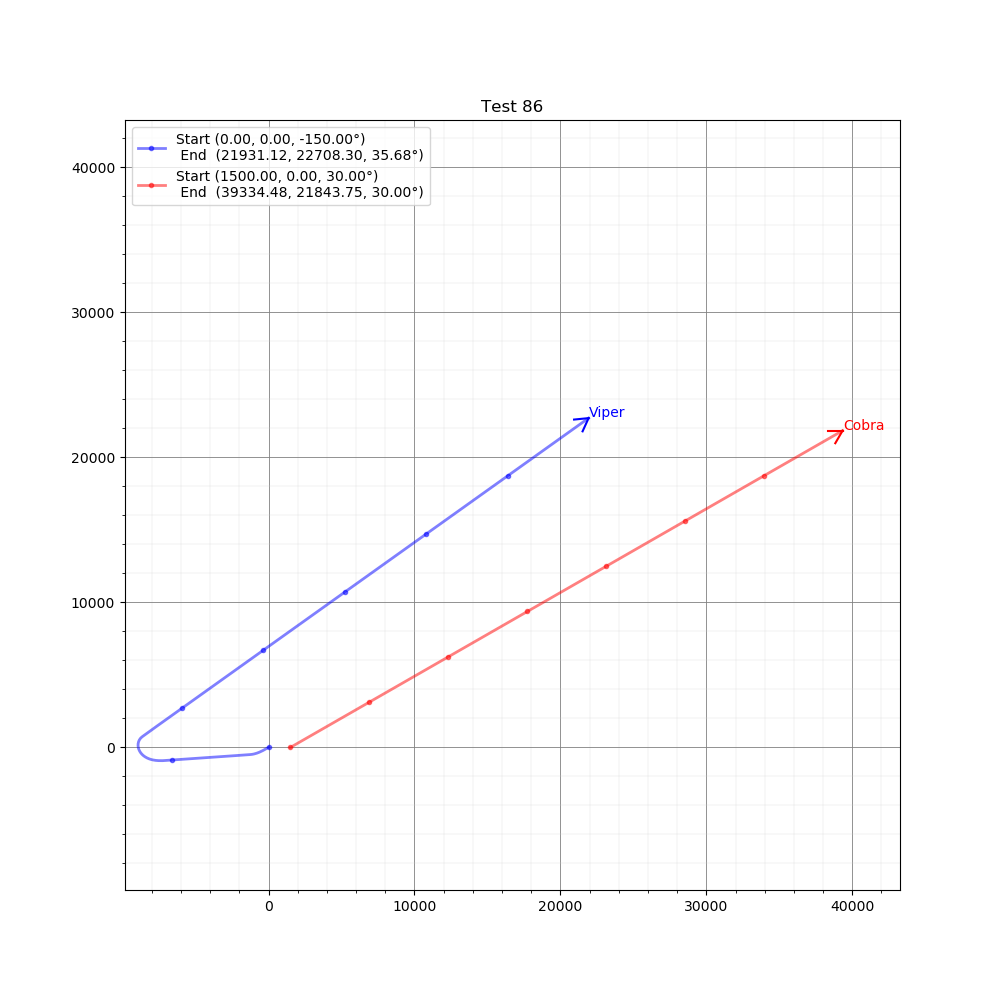 Test 86
Start (0.00, 0.00, -150.00°)
End (21931.12, 22708.30, 35.68°)
Start (1500.00, 0.00, 30.00°)
End (39334.48, 21843.75, 30.00°)
40000
30000
Viper
Cobra
20000
10000
0
0 10000 20000 30000 40000